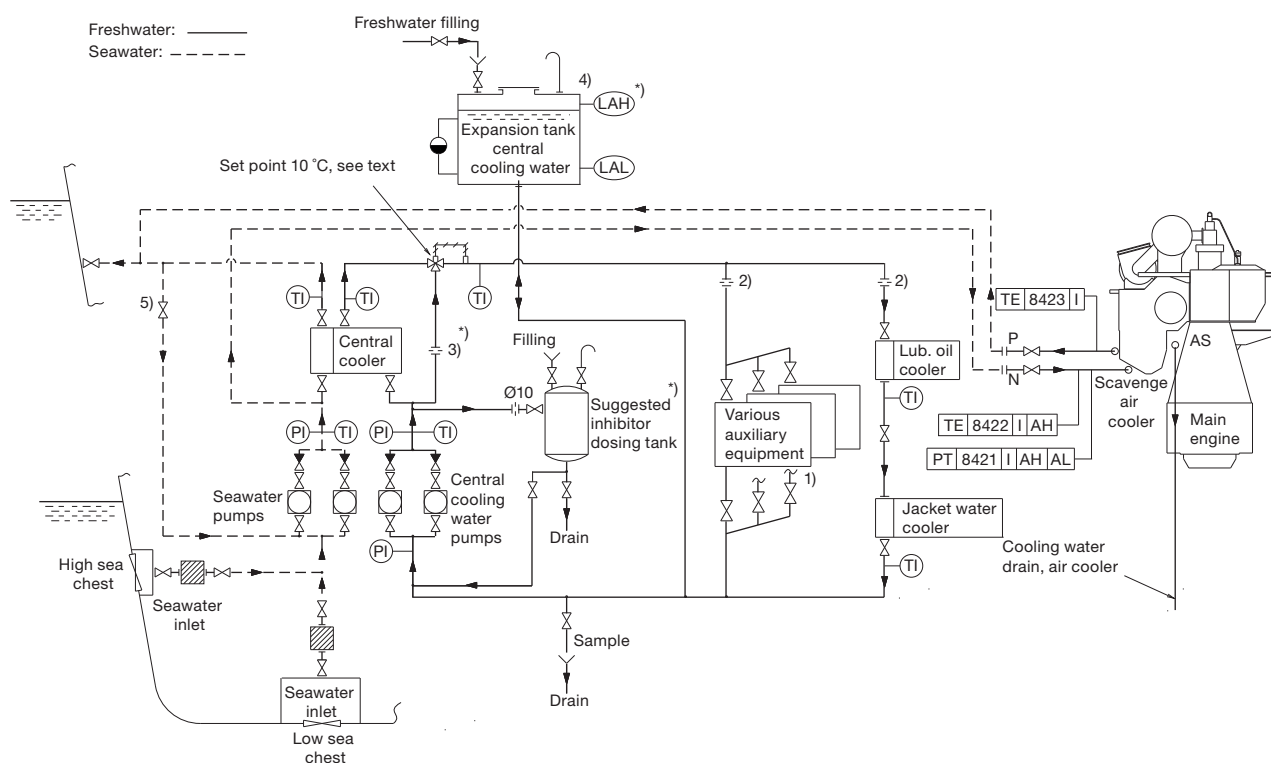 Freshwater:
Seawater:
Freshwater filling
4)
*)
LAH
Expansion tank
central
cooling water
LAL
Set point 10 °C, see text
5)
TI
TI
TI
2)
2)
Central
cooler
3)
*)
Filling
Ø10
Suggested
inhibitor
dosing tank
*)
Various
auxiliary
equipment
1)
Lub. oil
cooler
TI
TE 8423 I
P
N
AS
Scavenge
air
cooler
TE 8422 I AH
PT 8421 I AH AL
Main
engine
PI
TI
PI
TI
Seawater
pumps
Central
cooling
water
pumps
PI
Drain
Jacket water
cooler
TI
Cooling water
drain, air cooler
High sea
chest
Seawater
inlet
Sample
Drain
Seawater
inlet
Low sea
chest